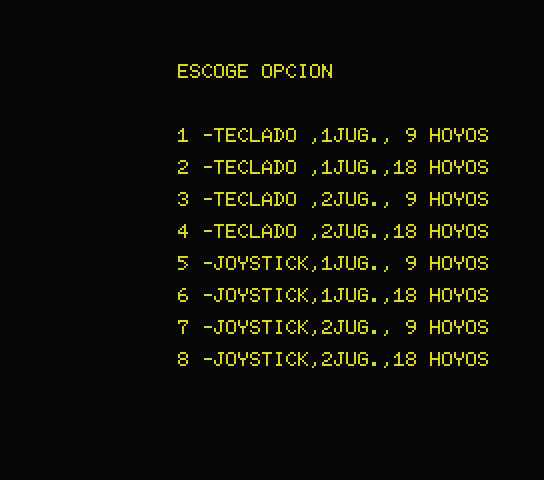 ESCOGE OPCION
1 -TECLADO ,1JUG., 9 HOYOS
2 -TECLADO ,1JUG.,18 HOYOS
3 -TECLADO ,2JUG., 9 HOYOS
4 -TECLADO ,2JUG.,18 HOYOS
5 -JOYSTICK,1JUG., 9 HOYOS
6 -JOYSTICK,1JUG.,18 HOYOS
7 -JOYSTICK,2JUG., 9 HOYOS
8 -JOYSTICK,2JUG.,18 HOYOS